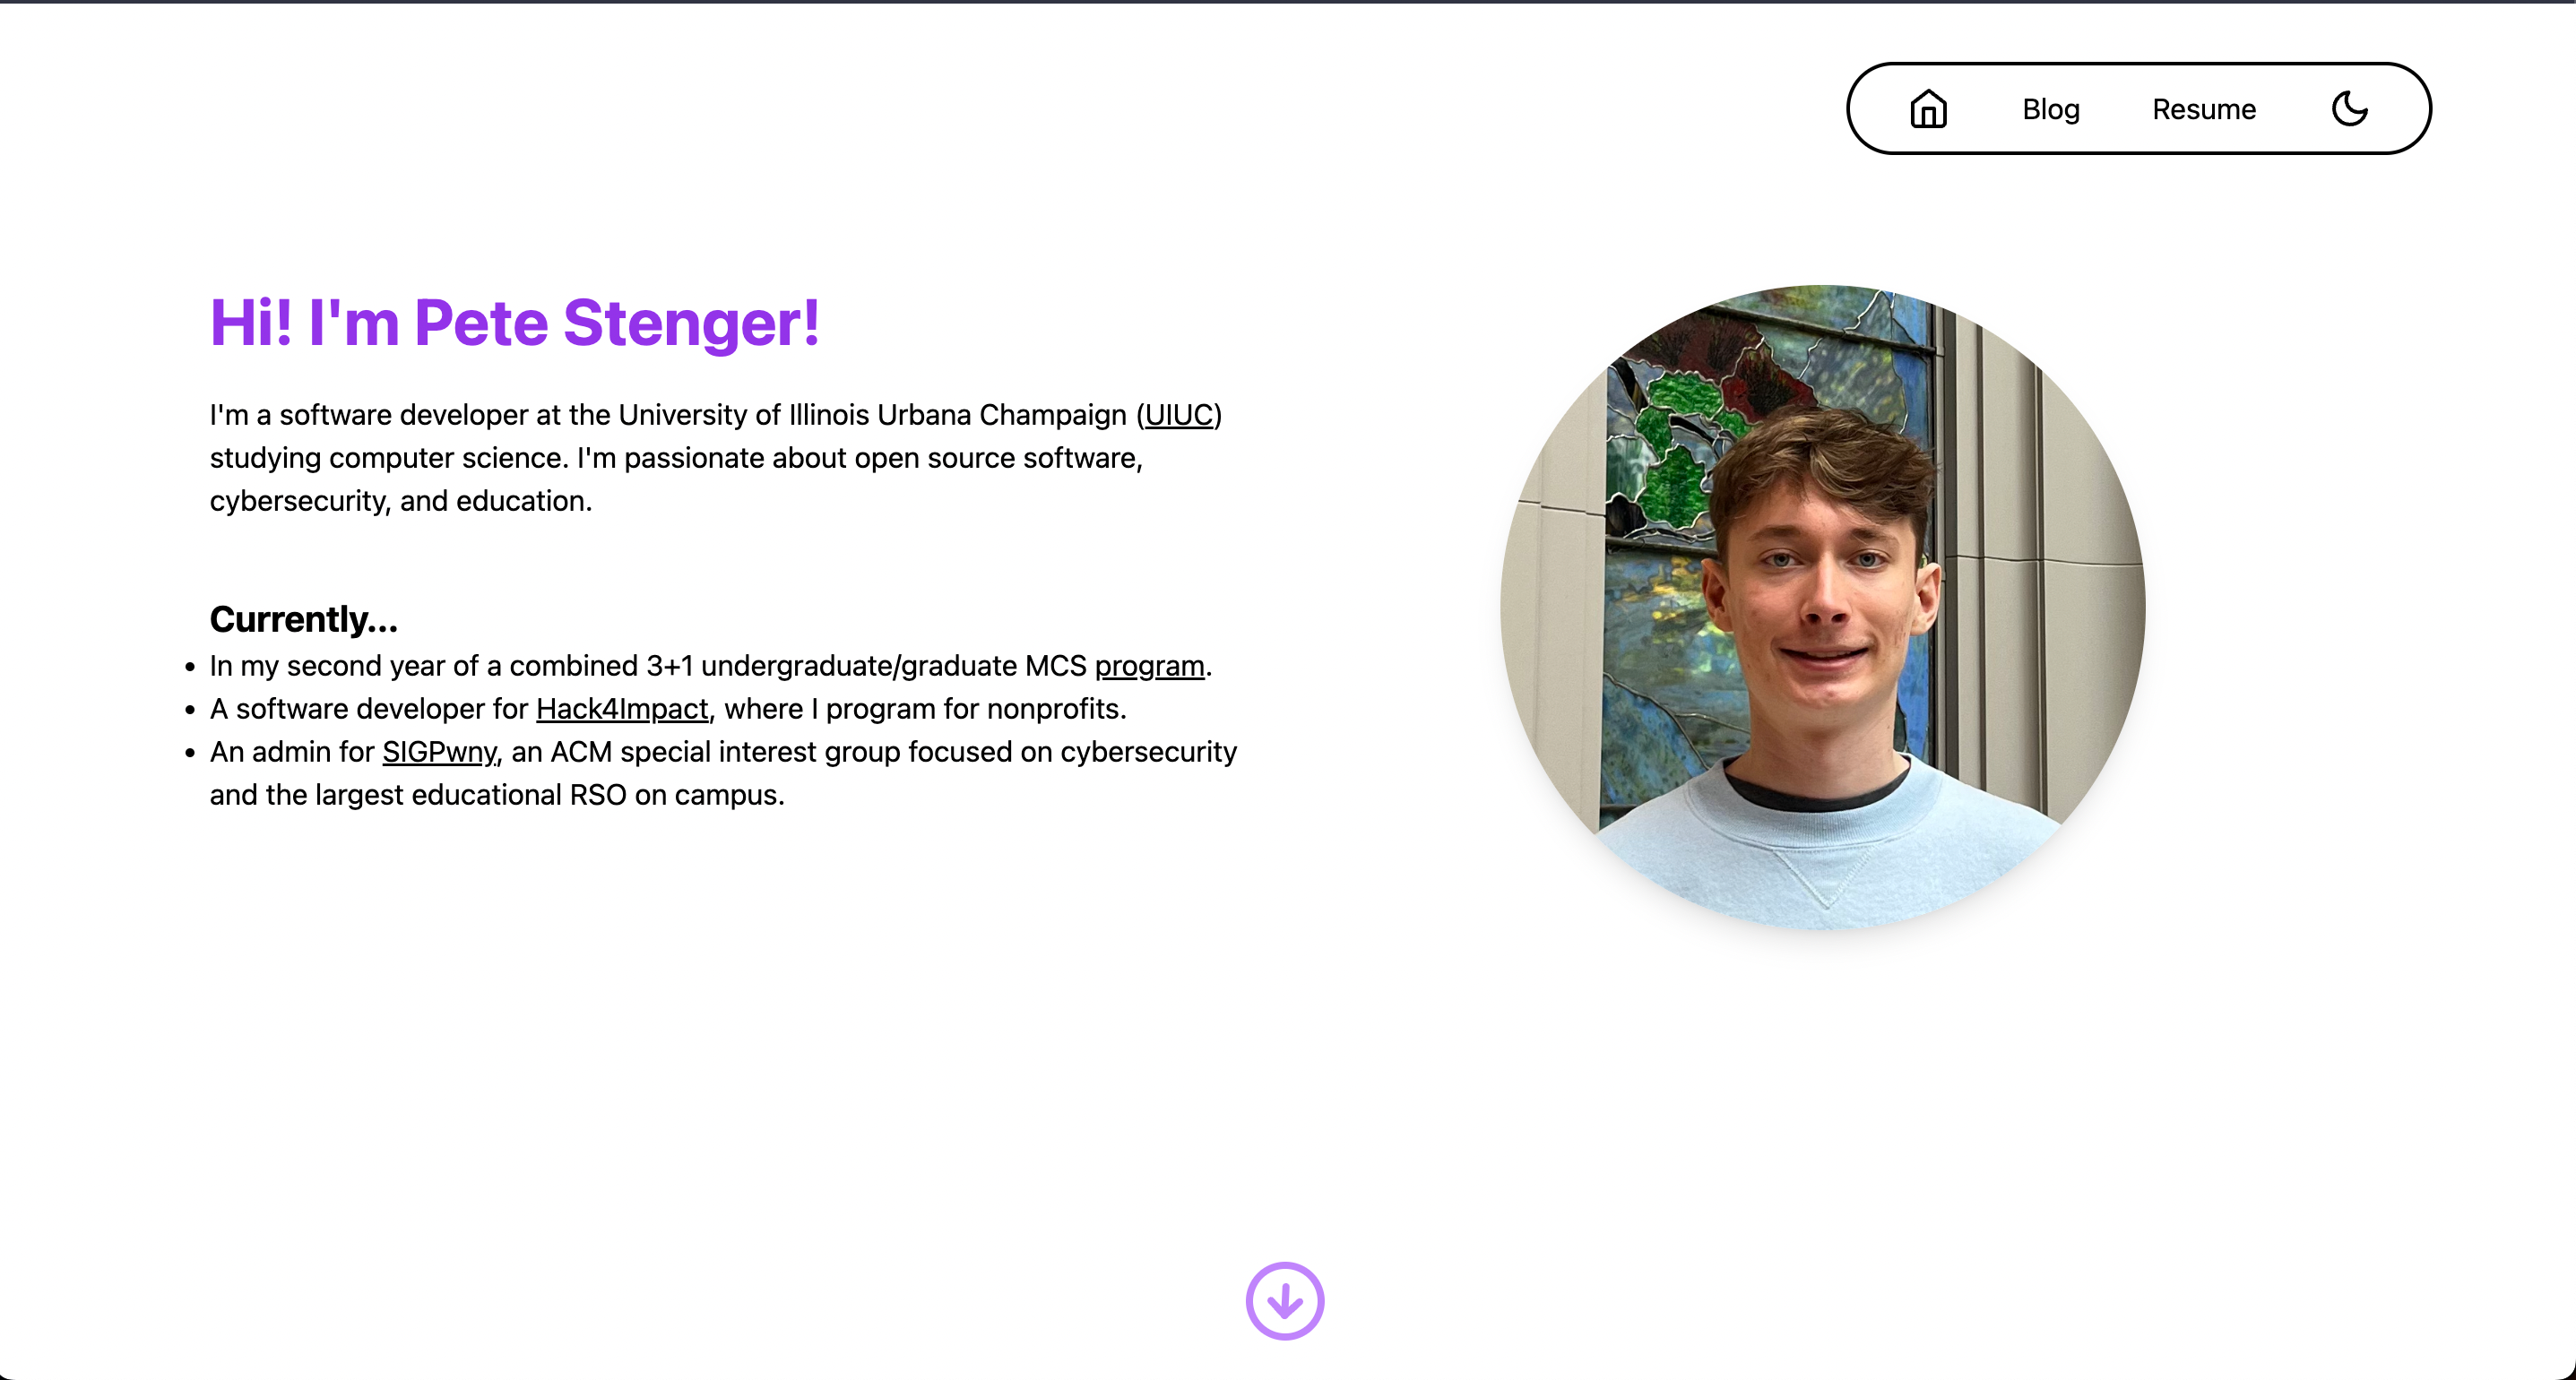 Blog Resume
Hi! I'm Pete Stenger!
I'm a software developer at the University of Illinois Urbana Champaign (UIUC)
studying computer science. I'm passionate about open source software,
cybersecurity, and education.
Currently...
• In my second year of a combined 3+1 undergraduate/graduate MCS program.
• A software developer for Hack4Impact, where I program for nonprofits.
• An admin for SIGPwny, an ACM special interest group focused on cybersecurity
and the largest educational RSO on campus.